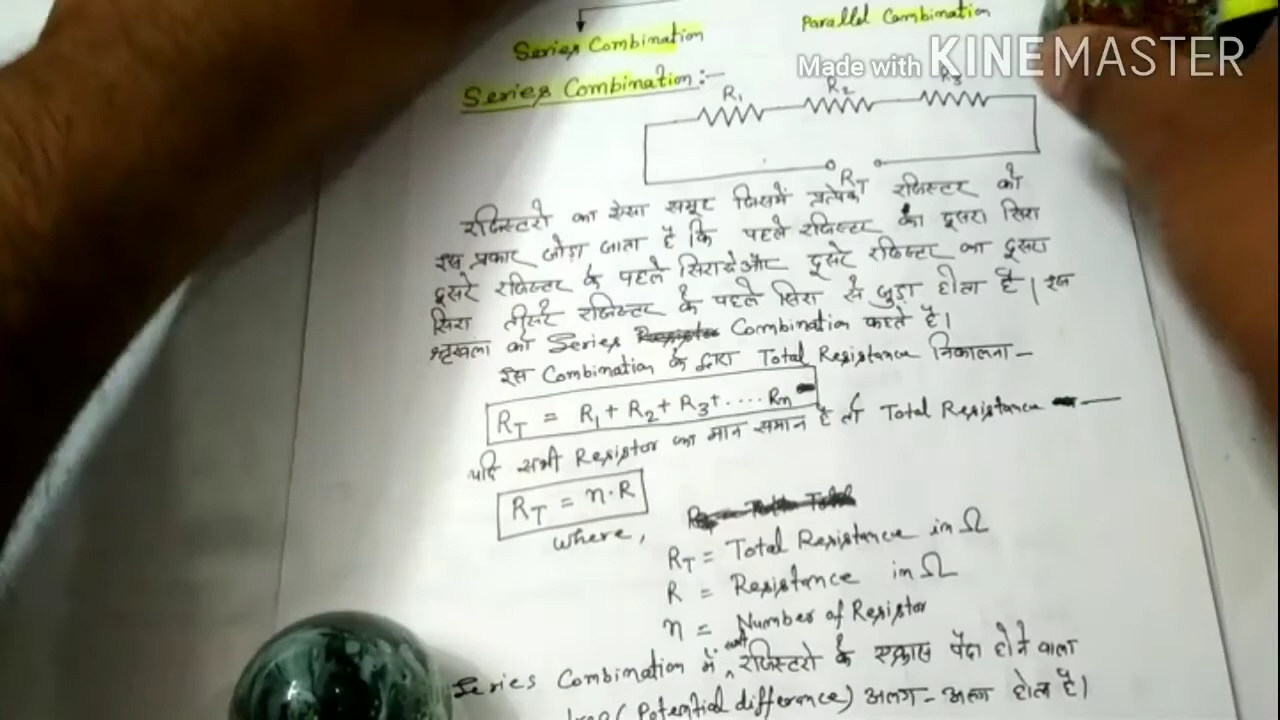 Series Combination
Parallel Combination
Made with KINEMASTER
Series Combination :-
R1 R2 R3
RT
रजिस्टरो का ऐसा समूह जिसमें प्रत्येक रजिस्टर को
इस प्रकार जोड़ा जाता है कि पहले रजिस्टर का दूसरा सिरा
दूसरे रजिस्टर के पहले सिरा से और दूसरे रजिस्टर का दूसरा
सिरा तीसरे रजिस्टर के पहले सिरा से जुड़ा होता है। इस
श्रृंखला को Series Combination कहते है।
इस Combination के द्वारा Total Resistance निकालना -
RT = R1 + R2 + R3 + .... Rn
यदि सभी Resistor का मान समान है तो Total Resistance -
RT = n.R
where,
RT = Total Resistance in Ω
R = Resistance in Ω
n = Number of Resistor
Series Combination में रजिस्टरो के एक्रास पैदा होने वाला
(Potential difference) अलग-अलग होता है।